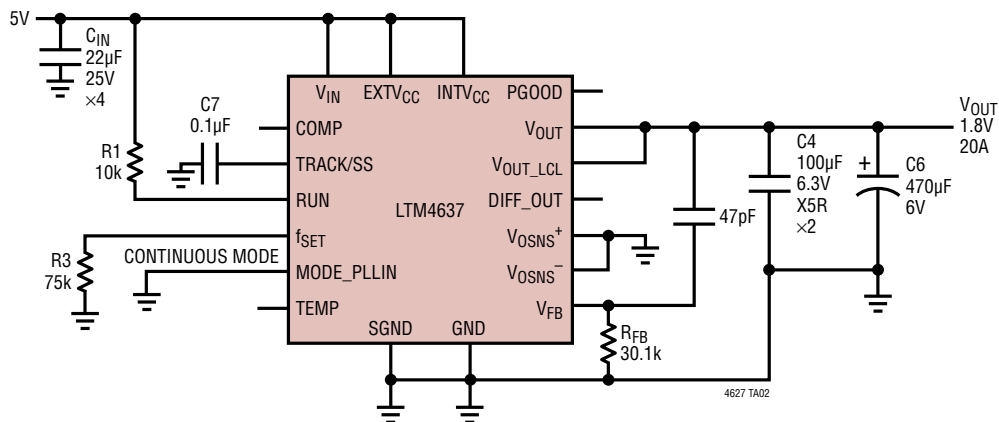 5V
CIN
22µF
25V
×4
R1
10k
C7
0.1µF
VIN
EXTVCC
INTVCC
PGOOD
COMP
VOUT
TRACK/SS
VOUT_LCL
RUN
LTM4637
DIFF_OUT
fSET
VOSNS+
MODE_PLLIN
VOSNS–
TEMP
VFB
SGND
GND
R3
75k
CONTINUOUS MODE
47pF
RFB
30.1k
C4
100µF
6.3V
X5R
×2
+
C6
470µF
6V
VOUT
1.8V
20A
4627 TA02